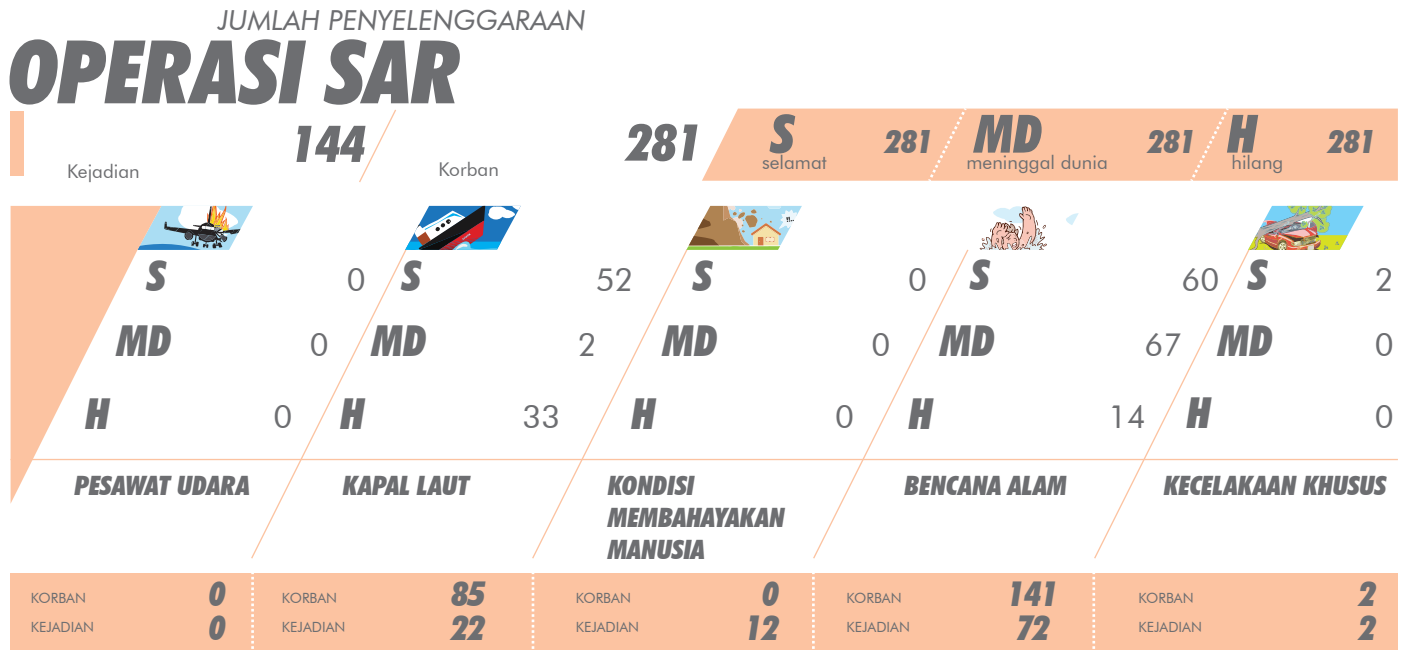 JUMLAH PENYELENGGARAAN
OPERASI SAR
Kejadian 144
Korban 281
S selamat 281
MD meninggal dunia 281
H hilang 281
S 0 S 52 S 0 S 60 S 2
MD 0 MD 2 MD 0 MD 67 MD 0
H 0 H 33 H 0 H 14 H 0
PESAWAT UDARA
KAPAL LAUT
KONDISI
MEMBAHAYAKAN
MANUSIA
BENCANA ALAM
KECELAKAAN KHUSUS
KORBAN 0 KORBAN 85 KORBAN 0 KORBAN 141 KORBAN 2
KEJADIAN 0 KEJADIAN 22 KEJADIAN 12 KEJADIAN 72 KEJADIAN 2